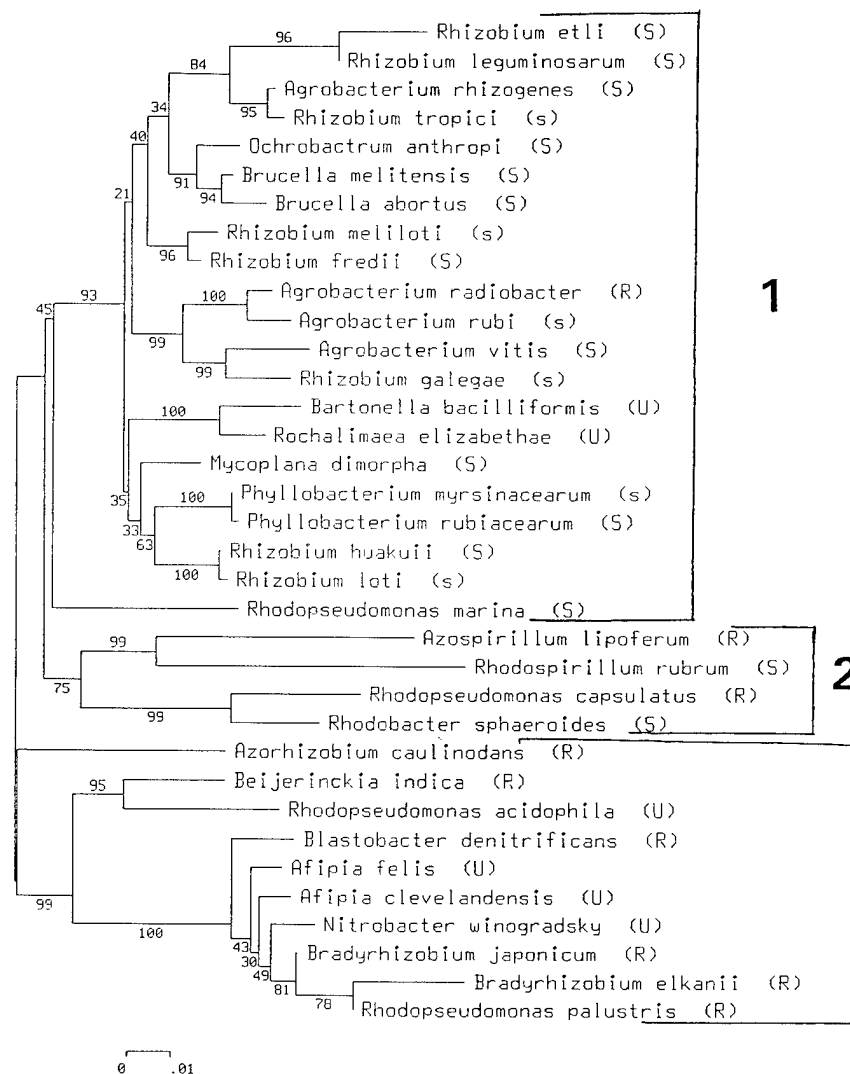 96
Rhizobium etli (S)
Rhizobium leguminosarum (S)
84
Agrobacterium rhizogenes (S)
95
Rhizobium tropici (s)
34
Ochrobactrum anthropi (S)
40
Brucella melitensis (S)
91
94
Brucella abortus (S)
21
Rhizobium meliloti (s)
96
Rhizobium fredii (S)
1
Agrobacterium radiobacter (R)
100
93
45
Agrobacterium rubi (s)
Agrobacterium vitis (S)
99
99
Rhizobium galegae (s)
Bartonella bacilliformis (U)
100
Rochalimaea elizabethae (U)
Mycoplana dimorpha (S)
35
Phyllobacterium myrsinacearum (s)
100
Phyllobacterium rubiacearum (S)
33
63
Rhizobium huakuii (S)
100
Rhizobium loti (s)
Rhodopseudomonas marina (S)
Azospirillum lipoferum (R)
99
Rhodospirillum rubrum (S)
2
75
Rhodopseudomonas capsulatus (R)
99
Rhodobacter sphaeroides (S)
Azorhizobium caulinodans (R)
Beijerinckia indica (R)
95
Rhodopseudomonas acidophila (U)
Blastobacter denitrificans (R)
Afipia felis (U)
99
Afipia clevelandensis (U)
100
Nitrobacter winogradsky (U)
43
30
Bradyrhizobium japonicum (R)
49
Bradyrhizobium elkanii (R)
81
78
Rhodopseudomonas palustris (R)
0 .01